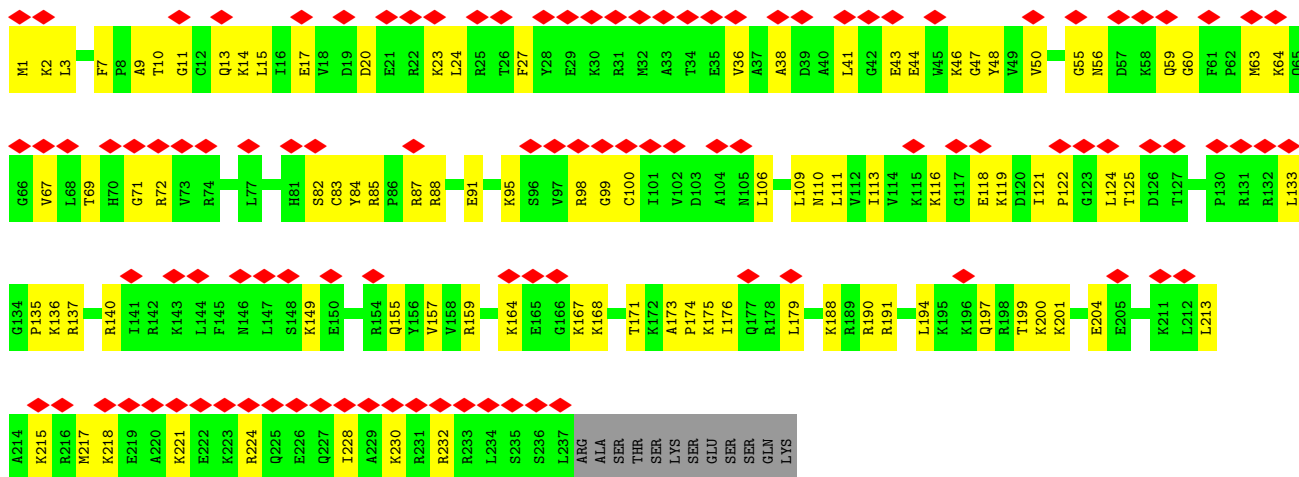 M1 K2 L3 F7 P8 A9 T10 G11 C12 Q13 K14 L15 I16 E17 V18 D19 D20 E21 R22 K23 L24 R25 T26 F27 Y28 E29 K30 R31 M32 A33 T34 E35 V36 A37 A38 D39 A40 L41 G42 E43 E44 W45 K46 G47 Y48 V49 V50 G55 N56 D57 K58 Q59 G60 F61 P62 M63 K64 Q65
G66 V67 L68 T69 H70 G71 R72 V73 R74 L77 H81 S82 C83 Y84 R85 P86 R87 R88 E91 K95 S96 V97 R98 G99 C100 I101 V102 D103 A104 N105 L106 L109 N110 L111 V112 I113 V114 K115 K116 G117 E118 K119 D120 I121 P122 G123 L124 T125 D126 T127 P130 R131 R132 L133
G134 P135 K136 R137 R140 I141 R142 K143 L144 F145 N146 L147 S148 K149 E150 R154 Q155 Y156 V157 V158 R159 K164 E165 G166 K167 K168 T171 K172 A173 P174 K175 I176 Q177 R178 L179 K188 R189 R190 R191 L194 K195 K196 Q197 R198 T199 K200 K201 E204 E205 K211 L212 L213
A214 K215 R216 M217 K218 E219 A220 K221 E222 K223 R224 Q225 E226 Q227 I228 A229 K230 R231 R232 R233 L234 S235 S236 L237 ARG ALA SER THR SER LYS SER GLU SER SER GLN LYS